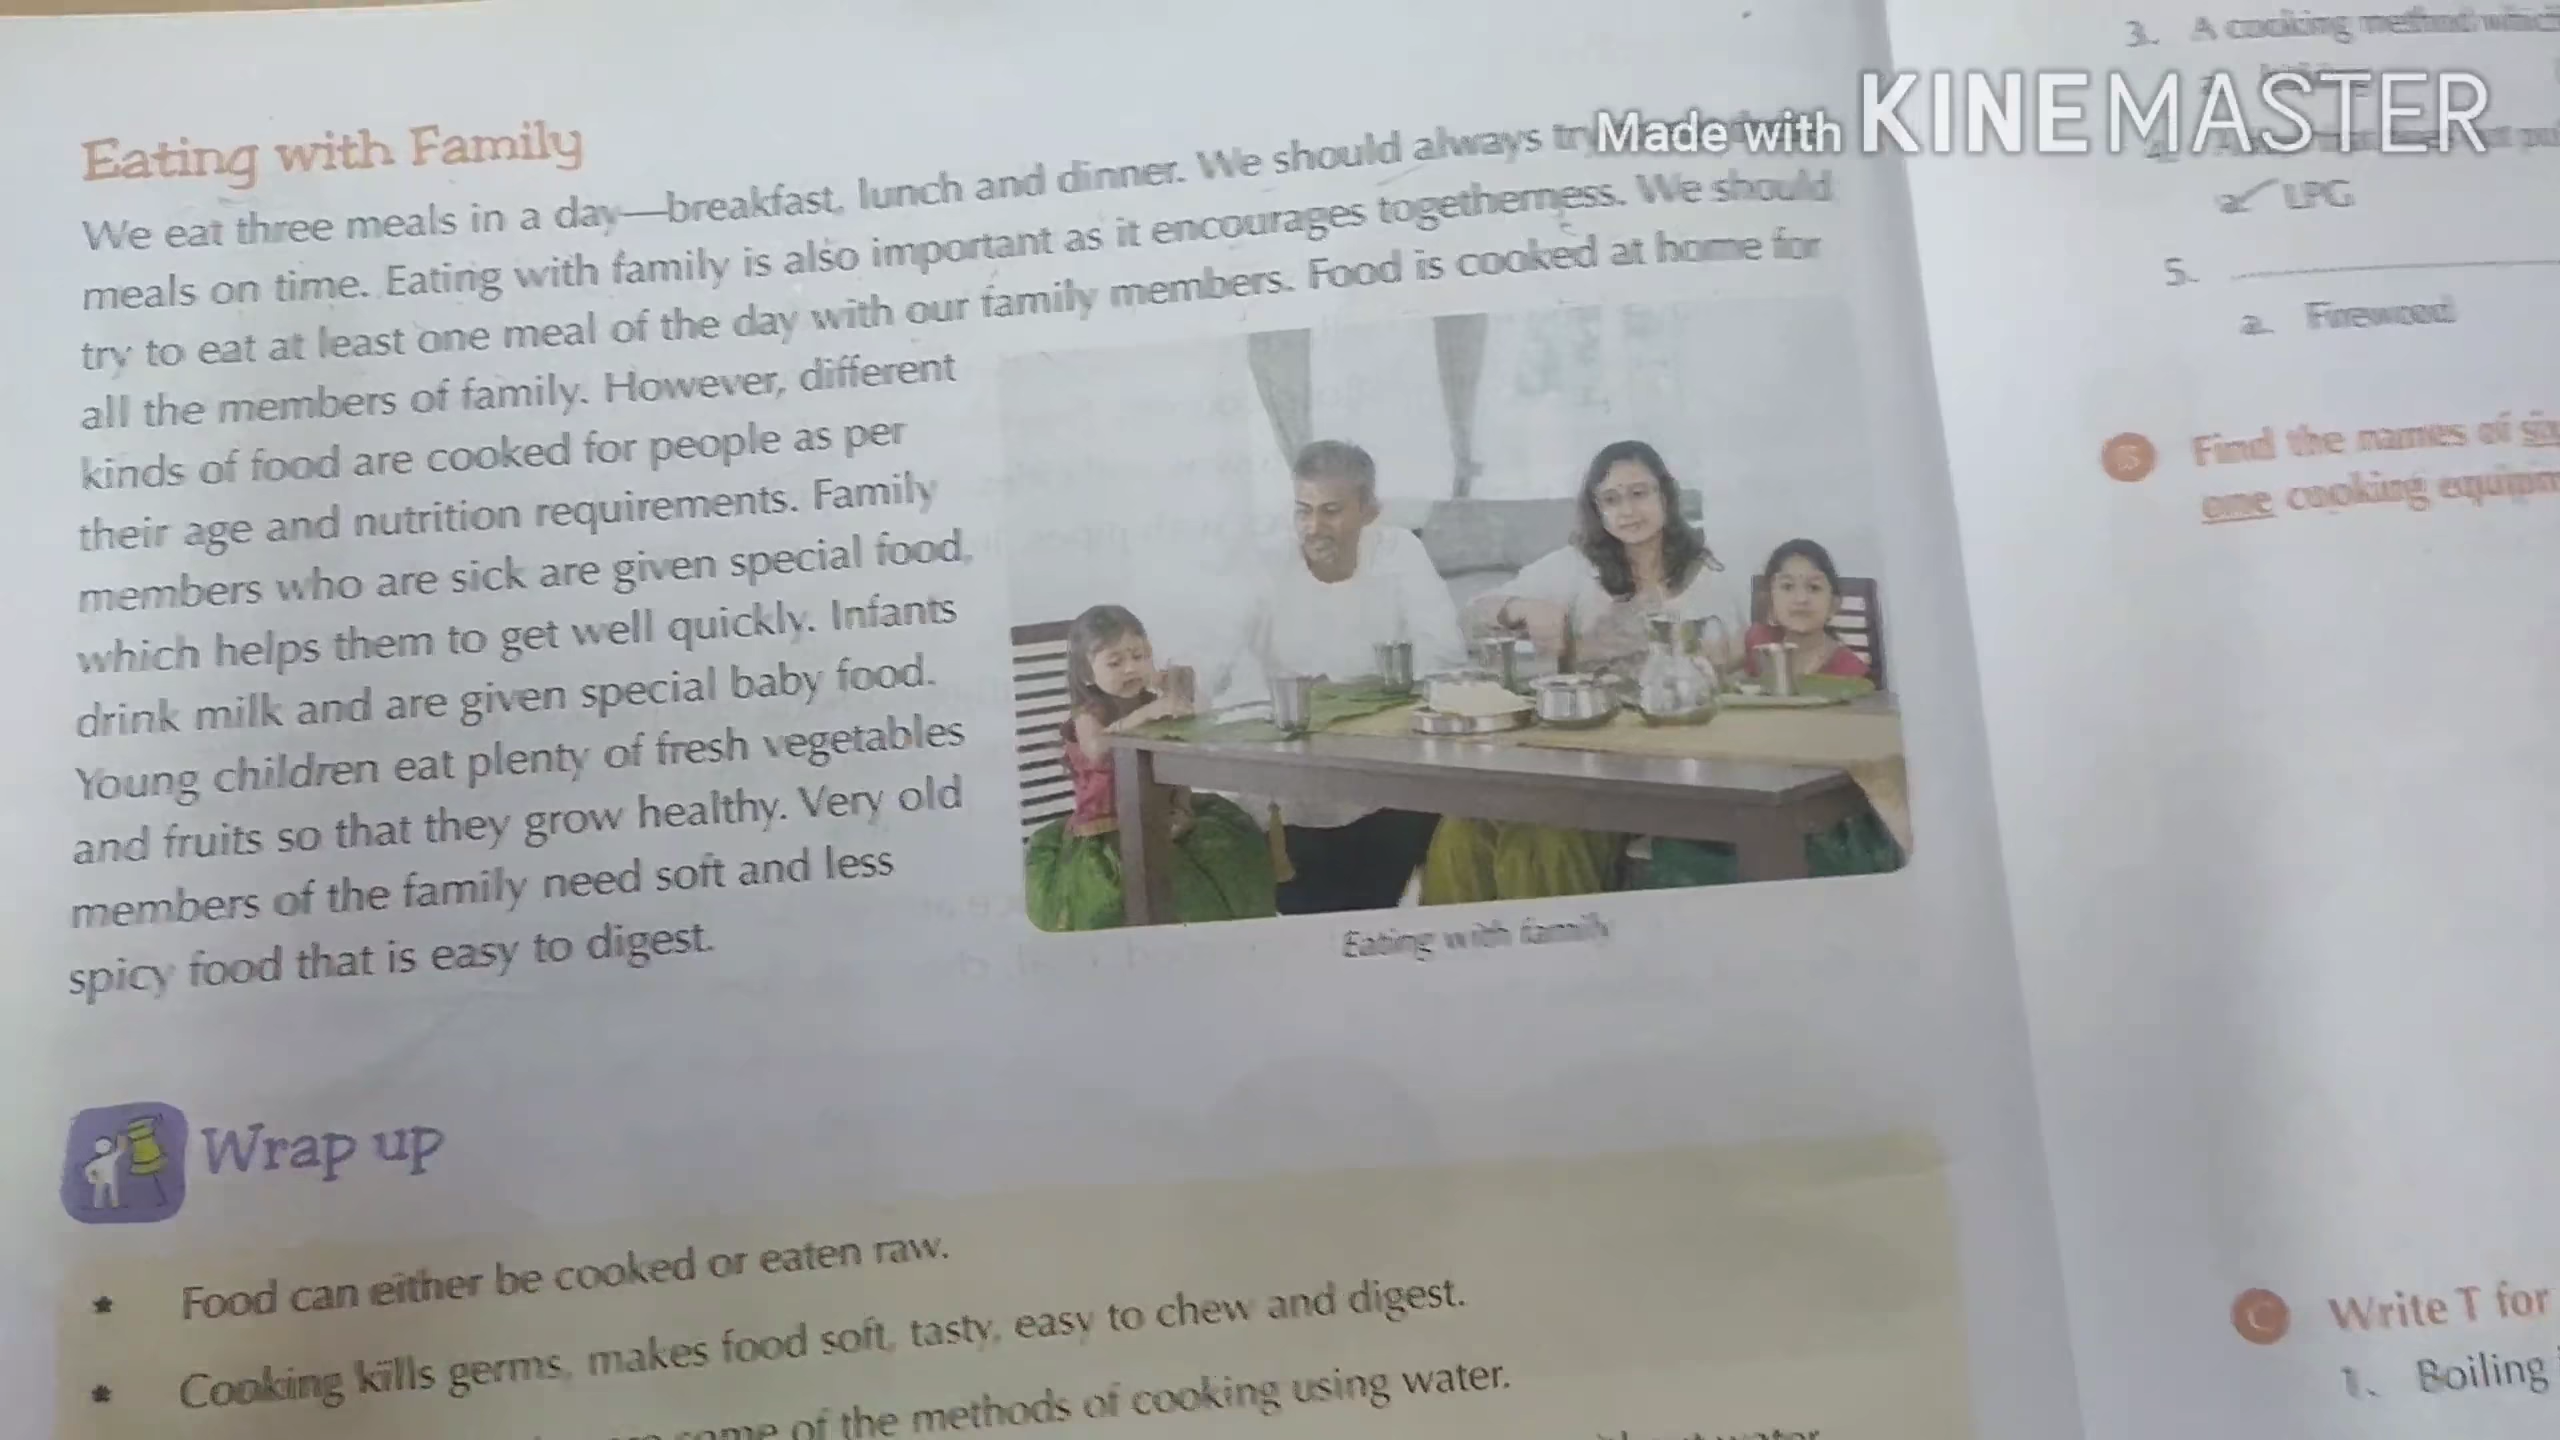 Eating with Family
We eat three meals in a day—breakfast, lunch and dinner. We should always try
meals on time. Eating with family is also important as it encourages togetherness. We should
try to eat at least one meal of the day with our family members. Food is cooked at home for
all the members of family. However, different
kinds of food are cooked for people as per
their age and nutrition requirements. Family
members who are sick are given special food,
which helps them to get well quickly. Infants
drink milk and are given special baby food.
Young children eat plenty of fresh vegetables
and fruits so that they grow healthy. Very old
members of the family need soft and less
spicy food that is easy to digest.
Eating with family
Wrap up
* Food can either be cooked or eaten raw.
* Cooking kills germs, makes food soft, tasty, easy to chew and digest.
some of the methods of cooking using water.
Made with KINEMASTER
3. A cooking method which
a. LPG
5.
a. Firewood
B Find the names of
one cooking
C Write T for
1. Boiling